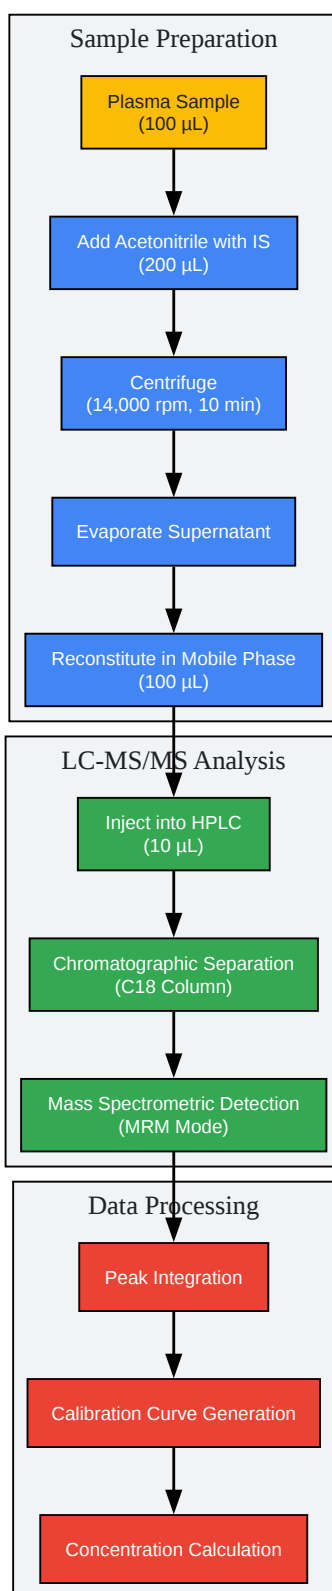 Sample Preparation
Plasma Sample
(100 µL)
Add Acetonitrile with IS
(200 µL)
Centrifuge
(14,000 rpm, 10 min)
Evaporate Supernatant
Reconstitute in Mobile Phase
(100 µL)
LC-MS/MS Analysis
Inject into HPLC
(10 µL)
Chromatographic Separation
(C18 Column)
Mass Spectrometric Detection
(MRM Mode)
Data Processing
Peak Integration
Calibration Curve Generation
Concentration Calculation